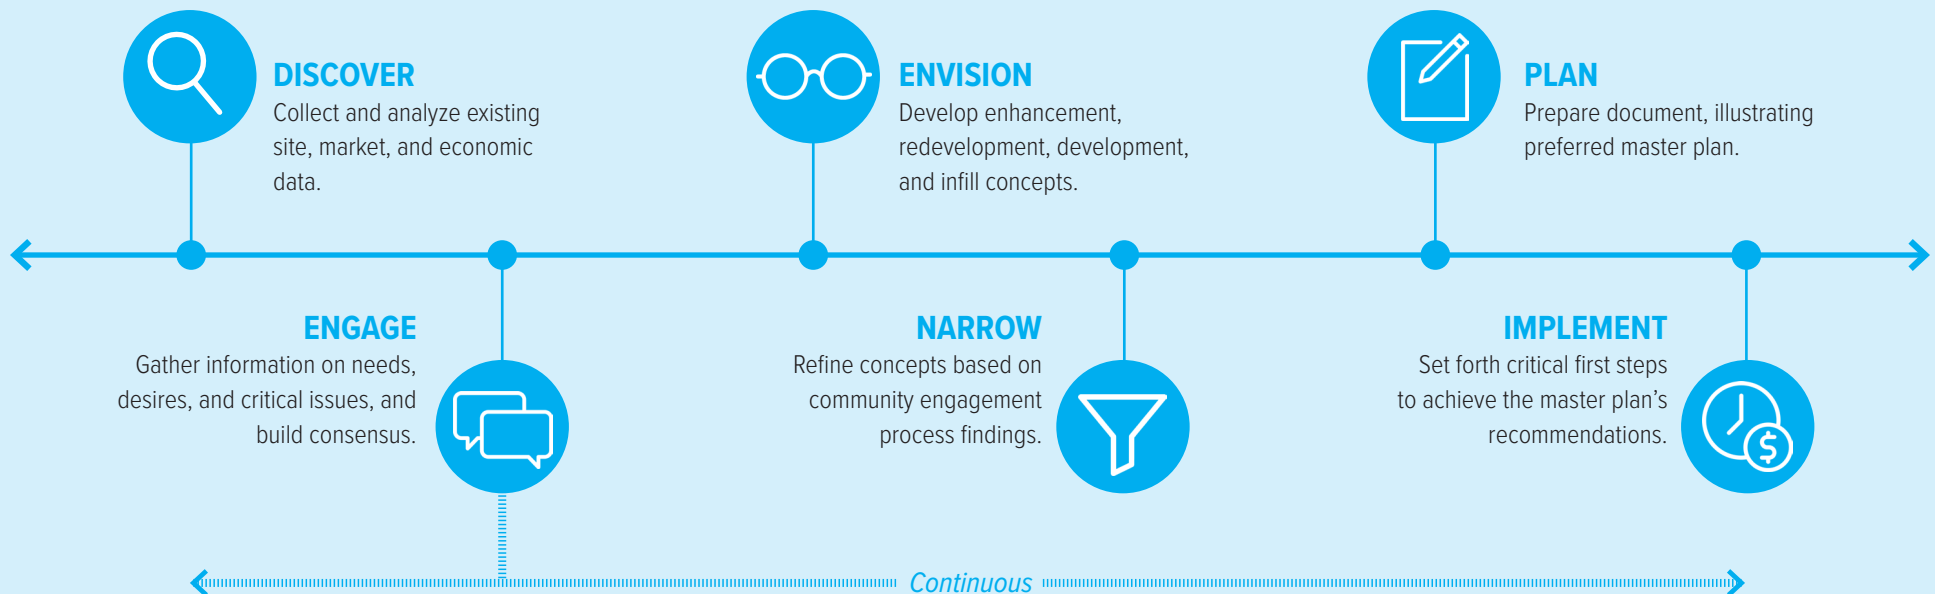 DISCOVER
Collect and analyze existing
site, market, and economic
data.
ENGAGE
Gather information on needs,
desires, and critical issues, and
build consensus.
ENVISION
Develop enhancement,
redevelopment, development,
and infill concepts.
NARROW
Refine concepts based on
community engagement
process findings.
PLAN
Prepare document, illustrating
preferred master plan.
IMPLEMENT
Set forth critical first steps
to achieve the master plan’s
recommendations.
$
Continuous